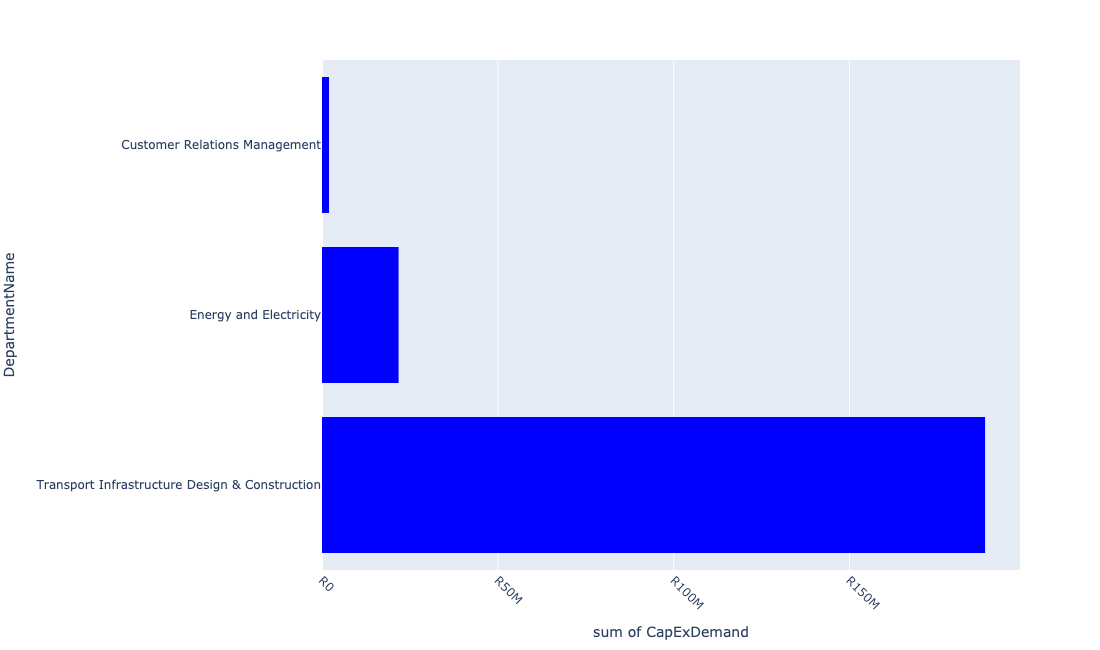 Customer Relations Management
Energy and Electricity
Transport Infrastructure Design & Construction
DepartmentName
R0
R50M
R100M
R150M
sum of CapExDemand